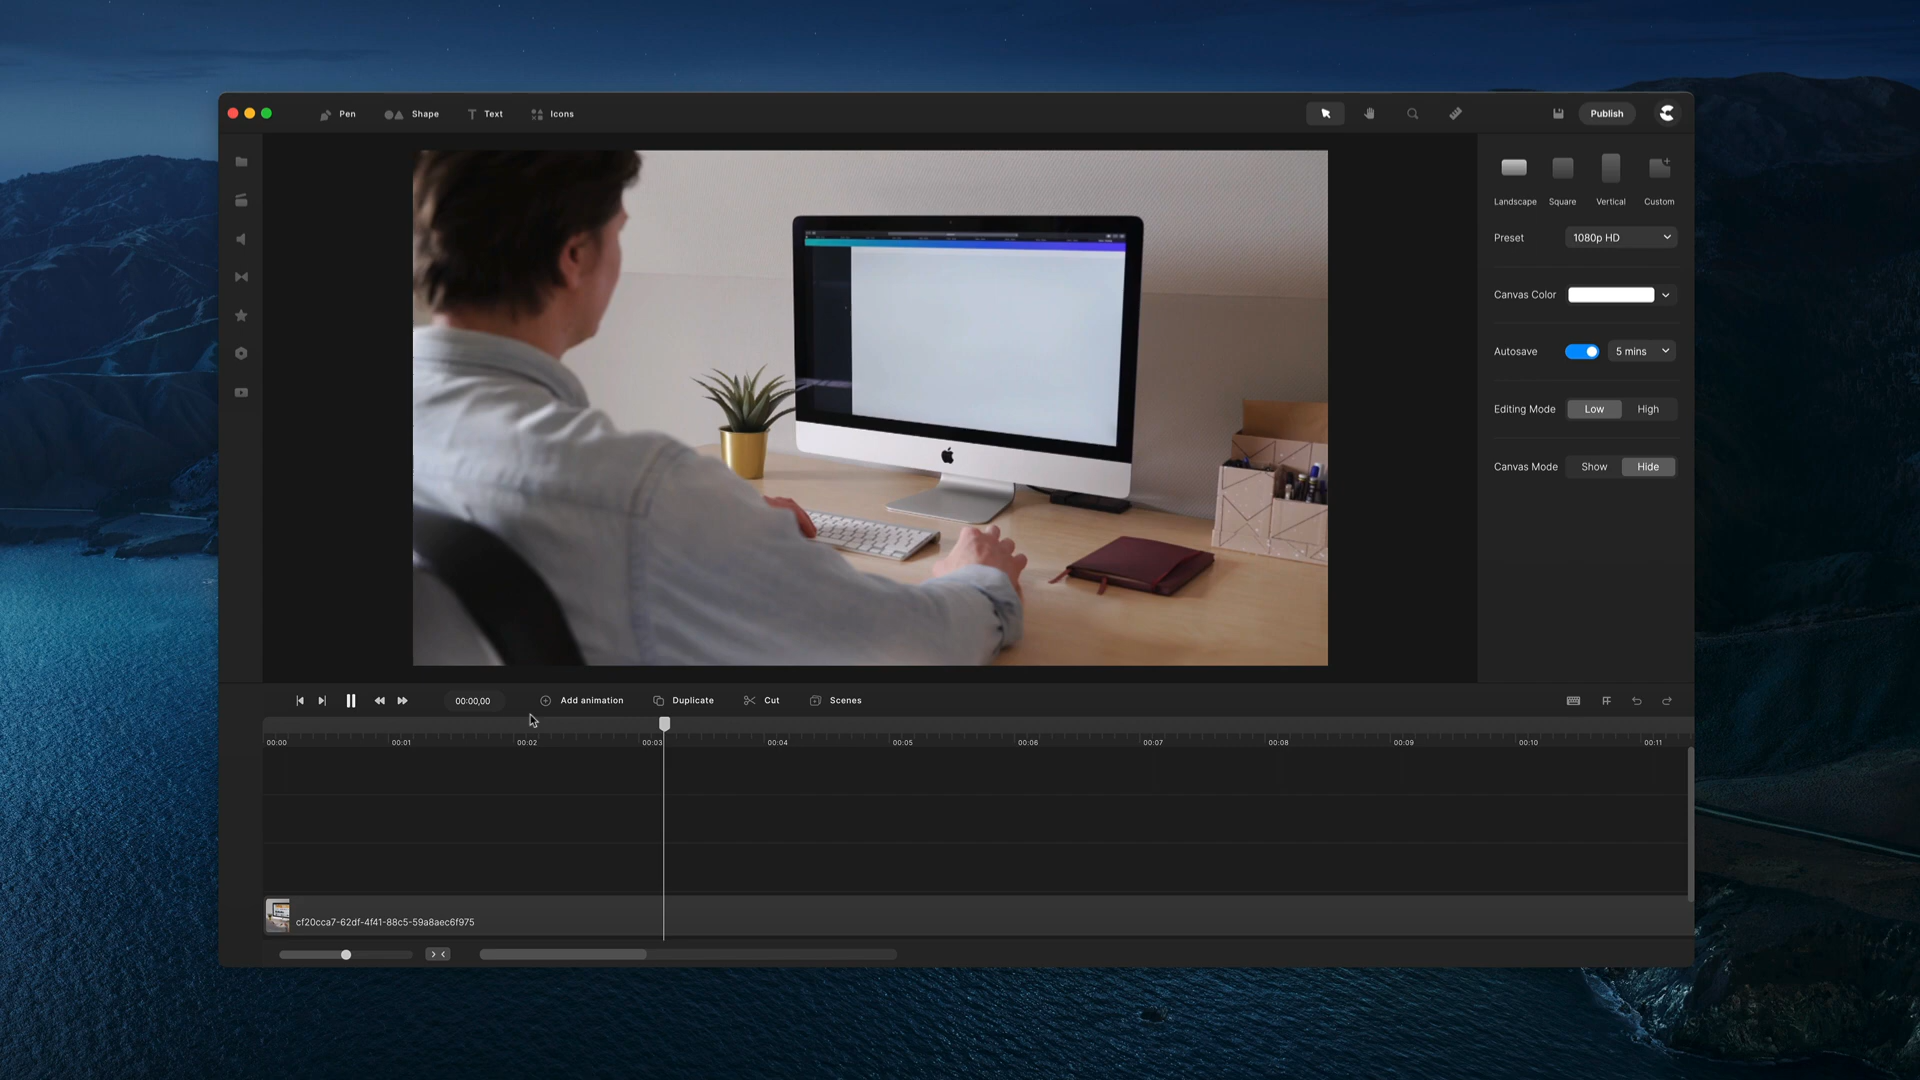 Pen Shape Text Icons Publish
Landscape Square Vertical Custom
Preset 1080p HD
Canvas Color
Autosave 5 mins
Editing Mode Low High
Canvas Mode Show Hide
00:00,00 Add animation Duplicate Cut Scenes
00:00 00:01 00:02 00:03 00:04 00:05 00:06 00:07 00:08 00:09 00:10 00:11
cf20cca7-62df-4f41-88c5-59a8aec6f975